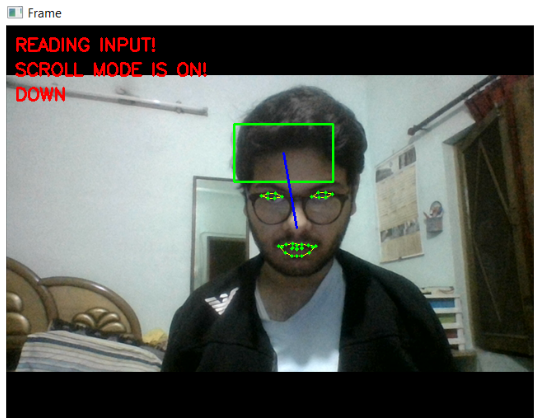 Frame
READING INPUT!
SCROLL MODE IS ON!
DOWN